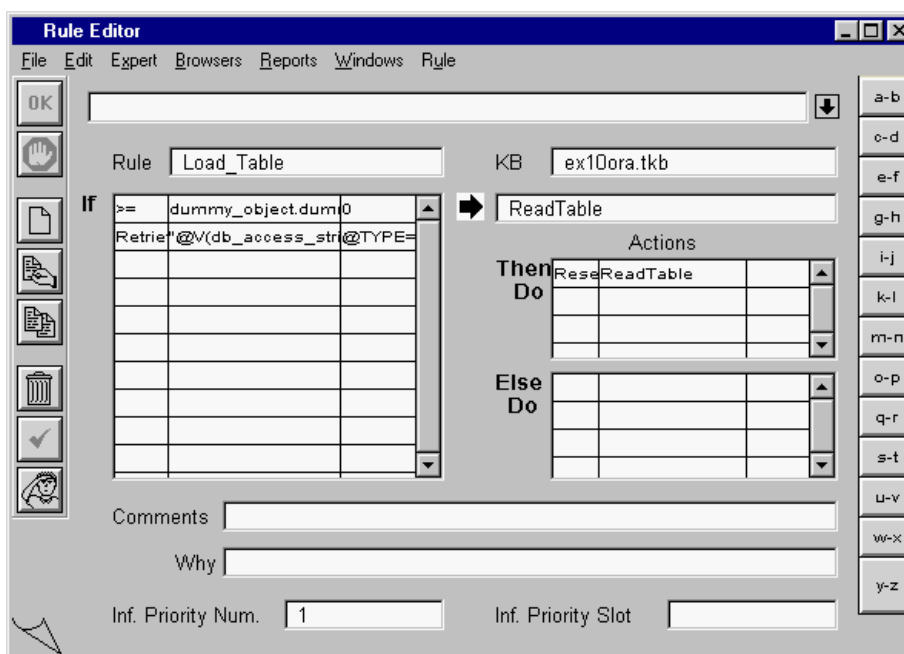 Rule Editor
File Edit Expert Browsers Reports Windows Rule
OK
Rule Load_Table KB ex10ora.tkb
If >= dummy_object.dum 0
Retrie "@V(db_access_stri @TYPE=
ReadTable
Actions
Then Do Rese ReadTable
Else Do
Comments
Why
Inf. Priority Num. 1 Inf. Priority Slot
a-b
c-d
e-f
g-h
i-j
k-l
m-n
o-p
q-r
s-t
u-v
w-x
y-z